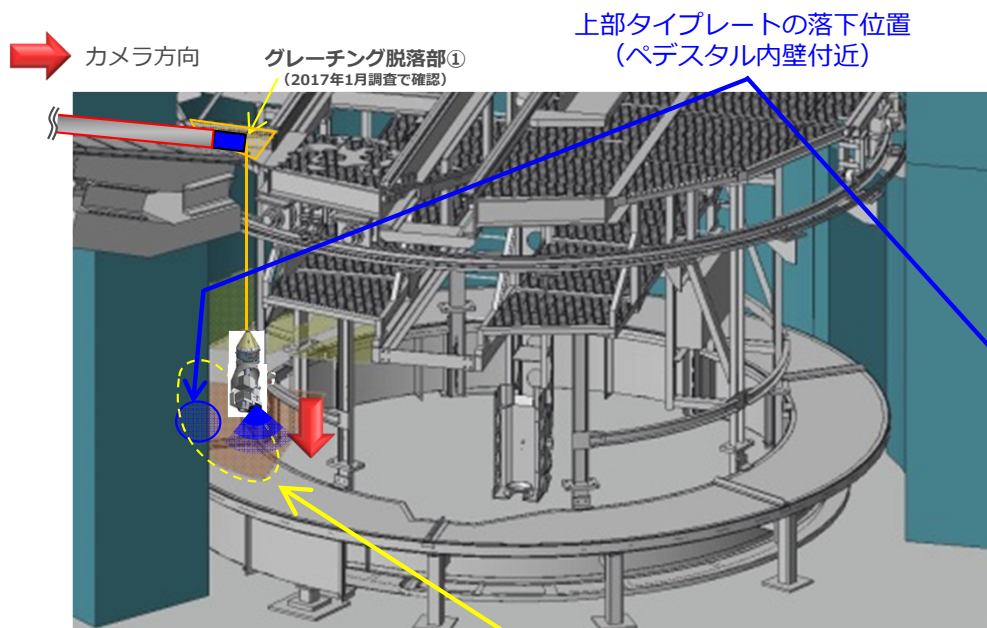 上部タイプレートの落下位置
（ペデスタル内壁付近）
カメラ方向
グレーチング脱落部①
（2017年1月調査で確認）